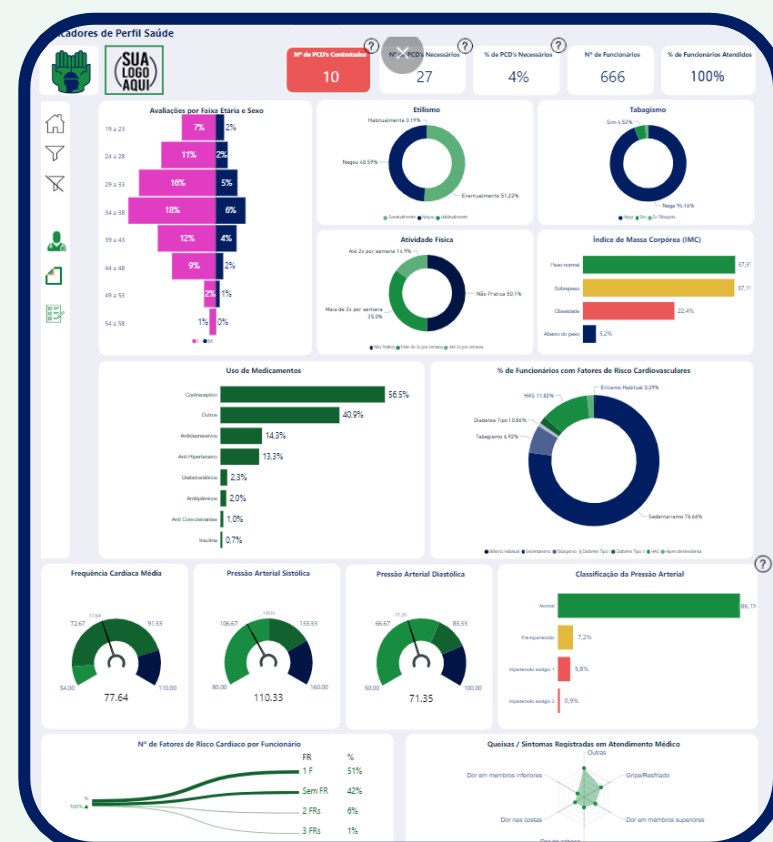 cadores de Perfil Saúde
SUA
LOGO
AQUI
Nº de PCD's Contratados
10
Nº de PCD's Necessários
27
% de PCD's Necessários
4%
Nº de Funcionários
666
% de Funcionários Atendidos
100%
Avaliações por Faixa Etária e Sexo
19 a 23 7% 2%
24 a 28 11% 2%
29 a 33 16% 5%
34 a 38 18% 6%
39 a 43 12% 4%
44 a 48 9% 2%
49 a 53 2% 1%
54 a 58 1% 0%
F M
Etilismo
Habitualmente 0.19%
Negou 48.59%
Eventualmente 51.22%
Eventualmente Negou Habitualmente
Tabagismo
Sim 4.52%
Nega 94.16%
Nega Sim Ex-Tabagista
Atividade Física
Até 2x por semana 14.9%
Não Pratica 50.1%
Mais de 3x por semana
35.0%
Não Pratica Mais de 3x por semana Até 2x por semana
Índice de Massa Corpórea (IMC)
Peso normal
Sobrepeso
Obesidade 22,4%
Abaixo do peso 3,2%
Uso de Medicamentos
Contraceptivo 56,5%
Outros 40,9%
Antidepressivos 14,3%
Anti Hipertensivo 13,3%
2,3%
Antilipêmicos 2,0%
Anti Convulsivantes 1,0%
Insulina 0,7%
% de Funcionários com Fatores de Risco Cardiovasculares
Etilismo Habitual 0.29%
HAS 11.82%
Diabetes Tipo I 0.86%
Tabagismo 6.92%
Sedentarismo 76.66%
Frequência Cardíaca Média
77.64
72.67 91.33
54.00 110.00
77.64
Pressão Arterial Sistólica
106.67 133.33
80.00 160.00
110.33
Pressão Arterial Diastólica
71.35
66.67 83.33
50.00 100.00
71.35
Classificação da Pressão Arterial
Normal 86,1
Pré-hipertensão 7,2%
Hipertensão estágio 1 5,8%
Hipertensão estágio 2 0,9%
Nº de Fatores de Risco Cardíaco por Funcionário
FR %
1 F 51%
Sem FR 42%
2 FRs 6%
3 FRs 1%
%
100%
Queixas / Sintomas Registradas em Atendimento Médico
Outras
Dor em membros inferiores
Gripe/Resfriado
Dor nas costas
Dor em membros superiores